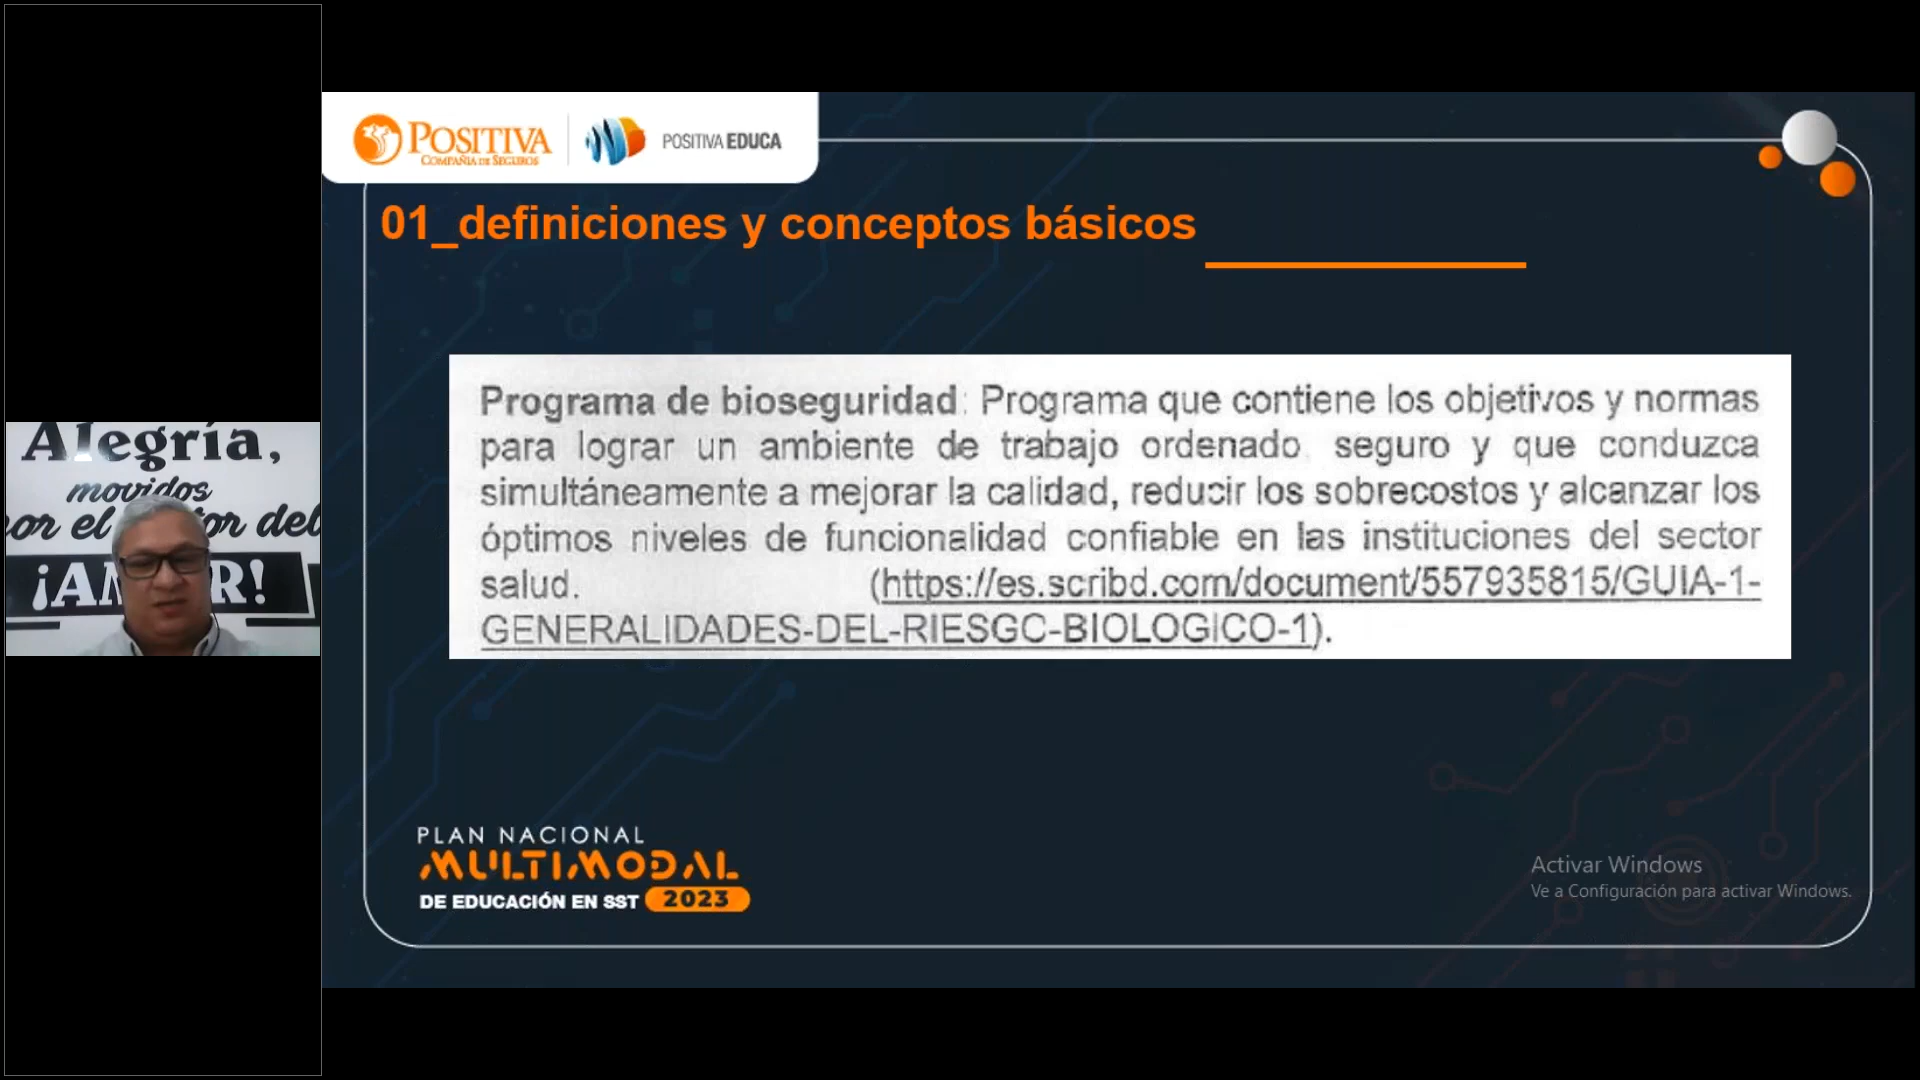 POSITIVA
COMPAÑIA DE SEGUROS
POSITIVA EDUCA
01_definiciones y conceptos básicos
Programa de bioseguridad: Programa que contiene los objetivos y normas
para lograr un ambiente de trabajo ordenado, seguro y que conduzca
simultáneamente a mejorar la calidad, reducir los sobrecostos y alcanzar los
óptimos niveles de funcionalidad confiable en las instituciones del sector
salud. (https://es.scribd.com/document/557935815/GUIA-1-
GENERALIDADES-DEL-RIESGC-BIOLOGICO-1).
Alegría,
movidos
el del
PLAN NACIONAL
MULTIMODAL
DE EDUCACIÓN EN SST 2023
Activar Windows
Ve a Configuración para activar Windows.